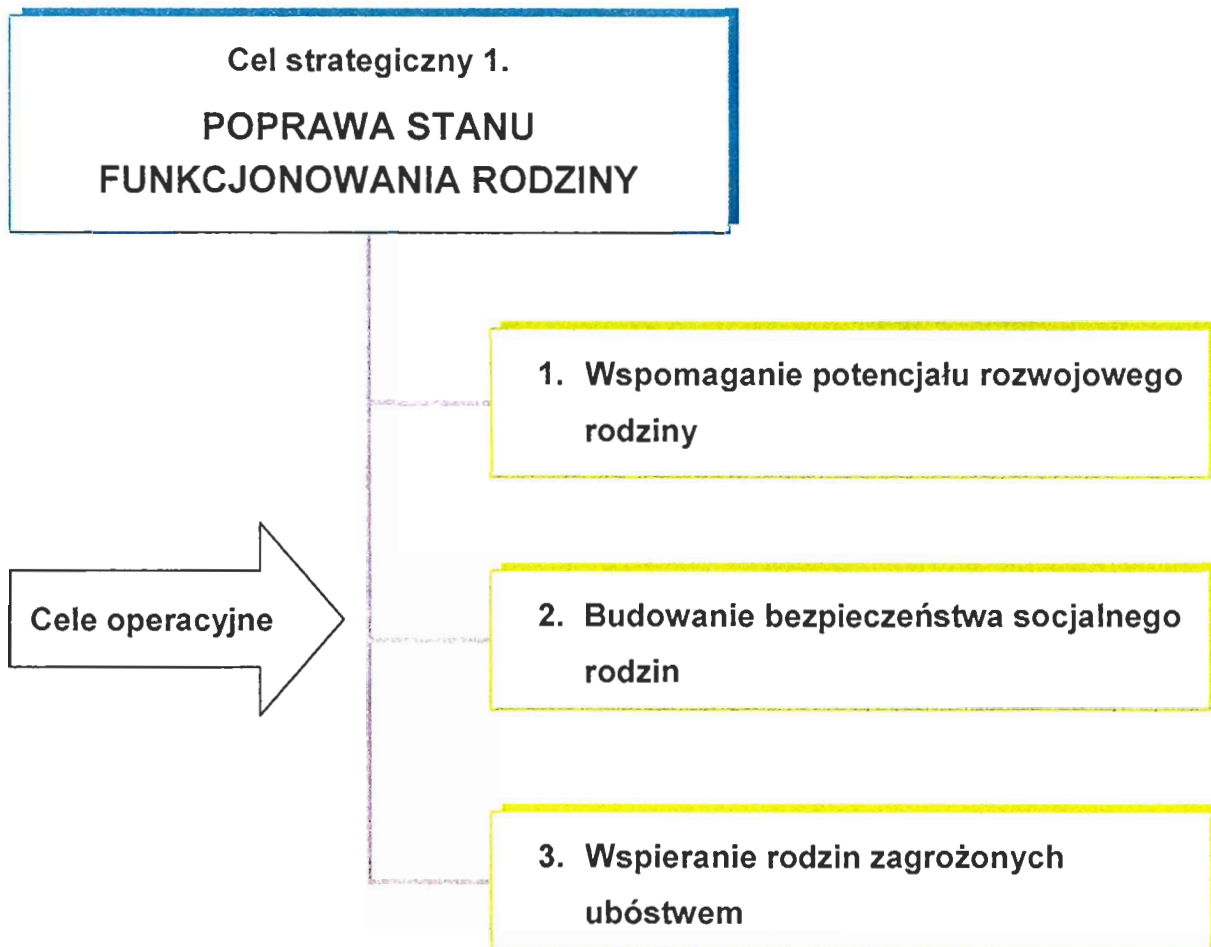 Cel strategiczny 1.
POPRAWA STANU
FUNKCJONOWANIA RODZINY
1. Wspomaganie potencjału rozwojowego
rodziny
Cele operacyjne
2. Budowanie bezpieczeństwa socjalnego
rodzin
3. Wspieranie rodzin zagrożonych
ubóstwem